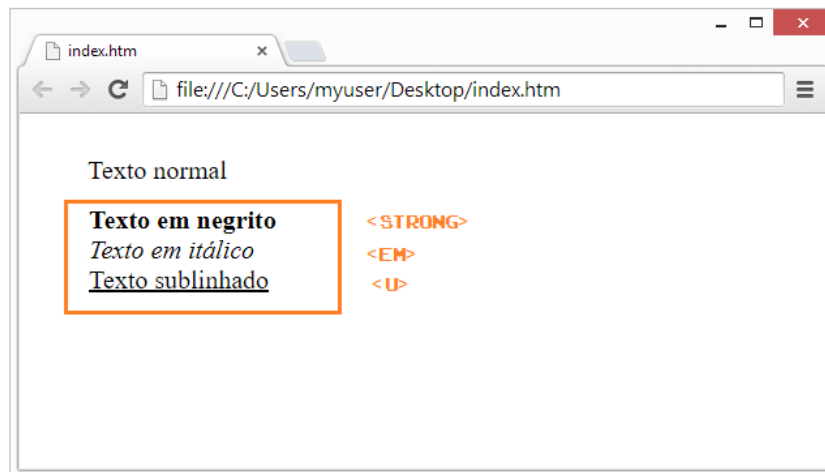 index.htm
file:///C:/Users/myuser/Desktop/index.htm
Texto normal
Texto em negrito <STRONG>
Texto em itálico <EM>
Texto sublinhado <U>